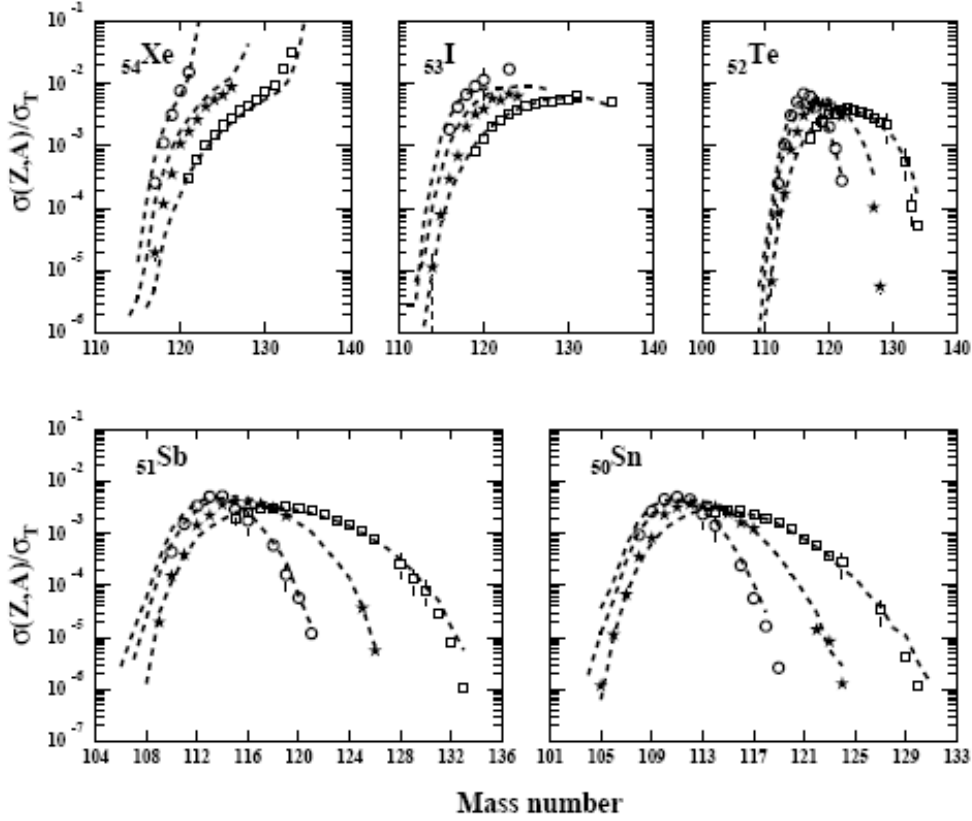 σ(Z,A)/σ_T
₅₄Xe
10⁻¹
10⁻²
10⁻³
10⁻⁴
10⁻⁵
10⁻⁶
110 120 130 140
₅₃I
110 120 130 140
₅₂Te
100 110 120 130 140
σ(Z,A)/σ_T
₅₁Sb
10⁻¹
10⁻²
10⁻³
10⁻⁴
10⁻⁵
10⁻⁶
10⁻⁷
104 108 112 116 120 124 128 132 136
₅₀Sn
101 105 109 113 117 121 125 129 133
Mass number